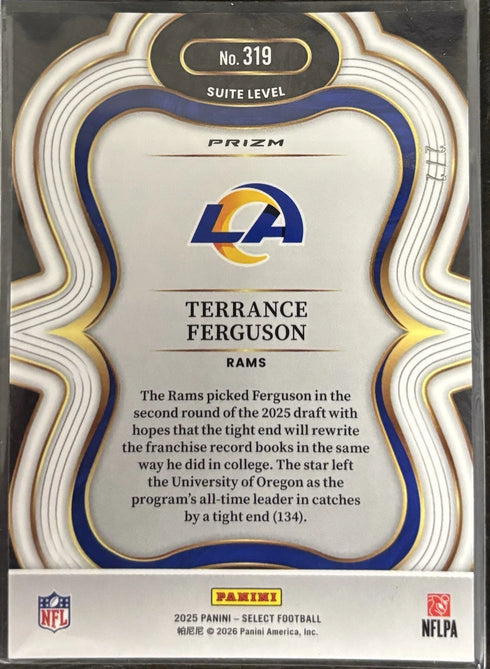 No. 319
SUITE LEVEL
PRIZM
LA
TERRANCE
FERGUSON
RAMS
The Rams picked Ferguson in the
second round of the 2025 draft with
hopes that the tight end will rewrite
the franchise record books in the same
way he did in college. The star left
the University of Oregon as the
program's all-time leader in catches
by a tight end (134).
PANINI
2025 PANINI – SELECT FOOTBALL
帕尼尼 © 2026 Panini America, Inc.
NFL
NFLPA